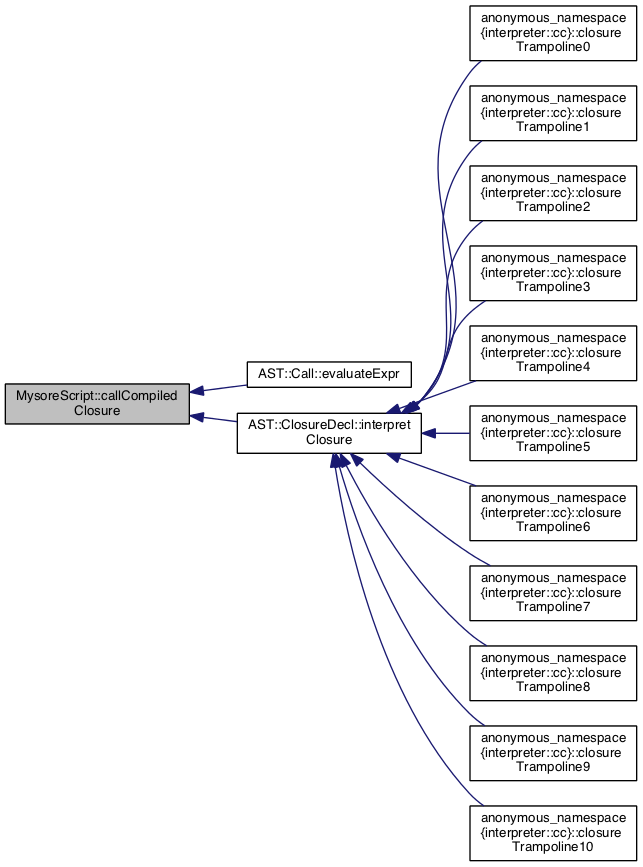 anonymous_namespace
{interpreter::cc}::closure
Trampoline0
anonymous_namespace
{interpreter::cc}::closure
Trampoline1
anonymous_namespace
{interpreter::cc}::closure
Trampoline2
anonymous_namespace
{interpreter::cc}::closure
Trampoline3
anonymous_namespace
{interpreter::cc}::closure
Trampoline4
AST::Call::evaluateExpr
MysoreScript::callCompiled
Closure
AST::ClosureDecl::interpret
Closure
anonymous_namespace
{interpreter::cc}::closure
Trampoline5
anonymous_namespace
{interpreter::cc}::closure
Trampoline6
anonymous_namespace
{interpreter::cc}::closure
Trampoline7
anonymous_namespace
{interpreter::cc}::closure
Trampoline8
anonymous_namespace
{interpreter::cc}::closure
Trampoline9
anonymous_namespace
{interpreter::cc}::closure
Trampoline10